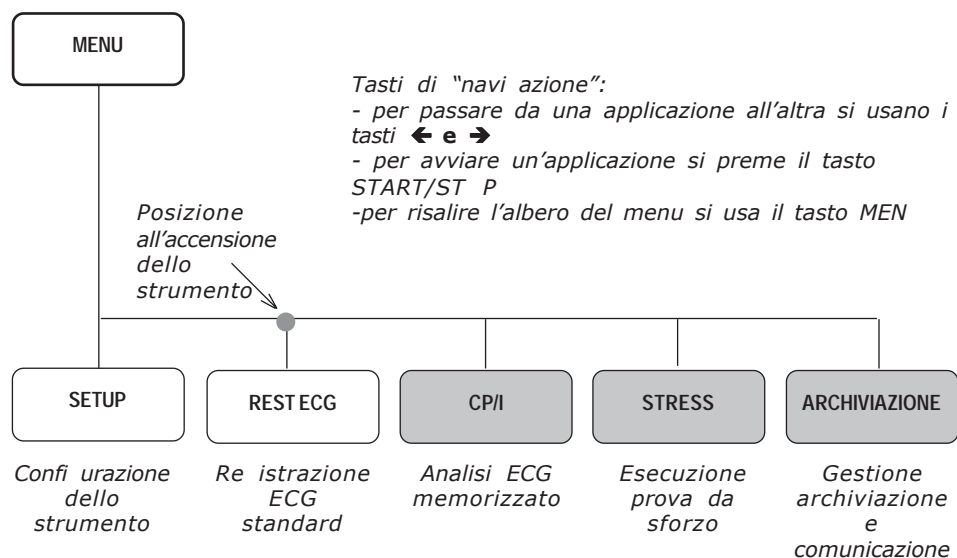 MENU
Tasti di “navi azione”:
- per passare da una applicazione all’altra si usano i
tasti 🡸 e 🡺
- per avviare un’applicazione si preme il tasto
START/ST P
-per risalire l’albero del menu si usa il tasto MEN
Posizione
all’accensione
dello
strumento
SETUP
REST ECG
CP/I
STRESS
ARCHIVIAZIONE
Confi urazione
dello
strumento
Re istrazione
ECG
standard
Analisi ECG
memorizzato
Esecuzione
prova da
sforzo
Gestione
archiviazione
e
comunicazione